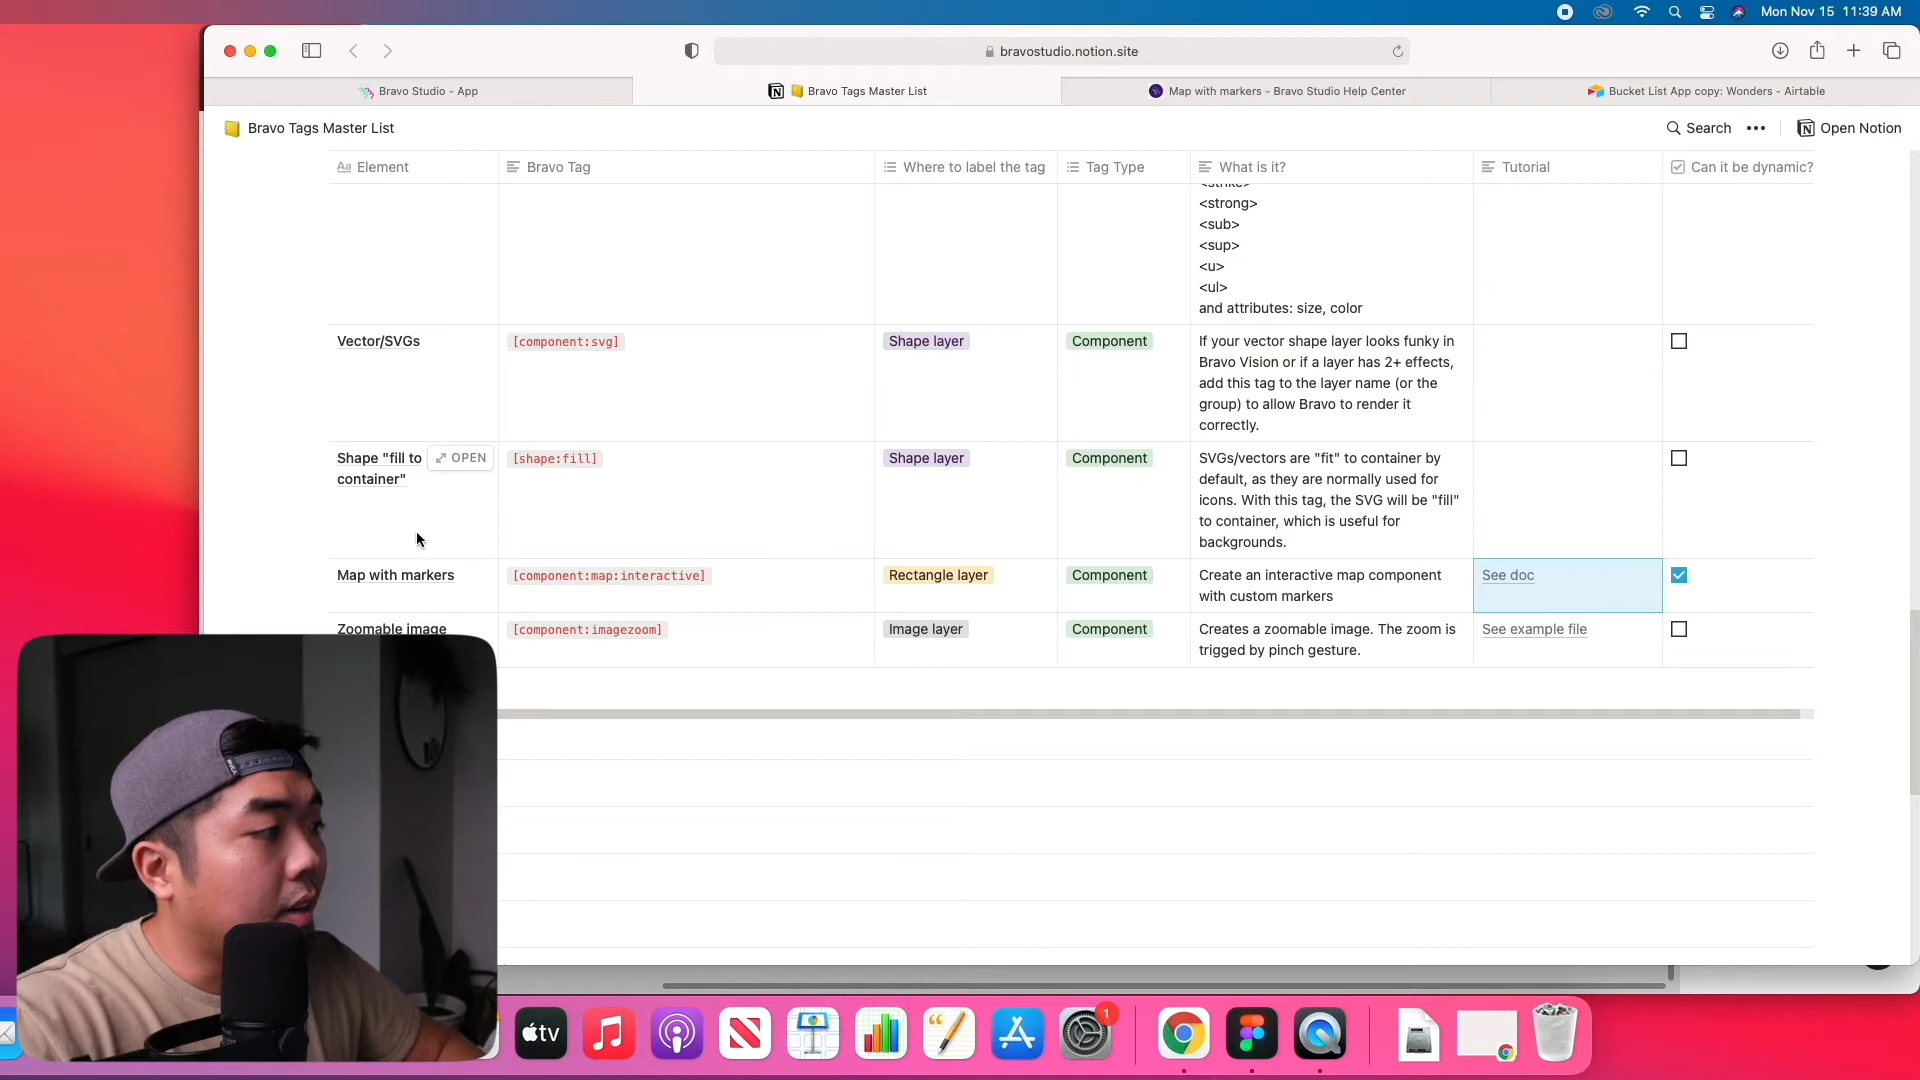 Mon Nov 15 11:39 AM
bravostudio.notion.site
Bravo Studio - App
Bravo Tags Master List
Map with markers - Bravo Studio Help Center
Bucket List App copy: Wonders - Airtable
Bravo Tags Master List
Search
••• 
Open Notion
Aa Element
Bravo Tag
Where to label the tag
Tag Type
What is it?
Tutorial
Can it be dynamic?
<strike>
<strong>
<sub>
<sup>
<u>
<ul>
and attributes: size, color
Vector/SVGs
[component:svg]
Shape layer
Component
If your vector shape layer looks funky in
Bravo Vision or if a layer has 2+ effects,
add this tag to the layer name (or the
group) to allow Bravo to render it
correctly.
Shape "fill to
container"
OPEN
[shape:fill]
Shape layer
Component
SVGs/vectors are "fit" to container by
default, as they are normally used for
icons. With this tag, the SVG will be "fill"
to container, which is useful for
backgrounds.
Map with markers
[component:map:interactive]
Rectangle layer
Component
Create an interactive map component
with custom markers
See doc
Zoomable image
[component:imagezoom]
Image layer
Component
Creates a zoomable image. The zoom is
trigged by pinch gesture.
See example file
tv
1